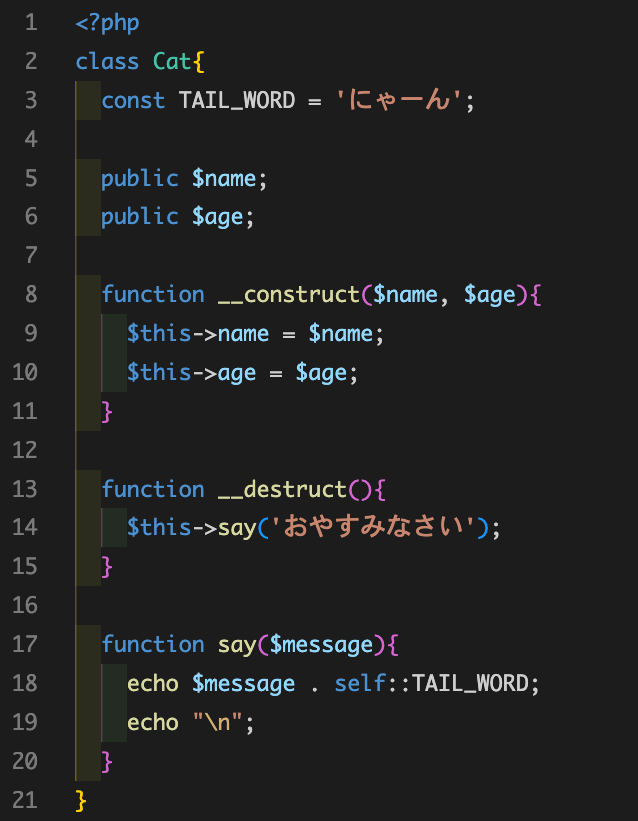 1 <?php
2 class Cat{
3   const TAIL_WORD = 'にゃーん';
4
5   public $name;
6   public $age;
7
8   function __construct($name, $age){
9     $this->name = $name;
10     $this->age = $age;
11   }
12
13   function __destruct(){
14     $this->say('おやすみなさい');
15   }
16
17   function say($message){
18     echo $message . self::TAIL_WORD;
19     echo "\n";
20   }
21 }